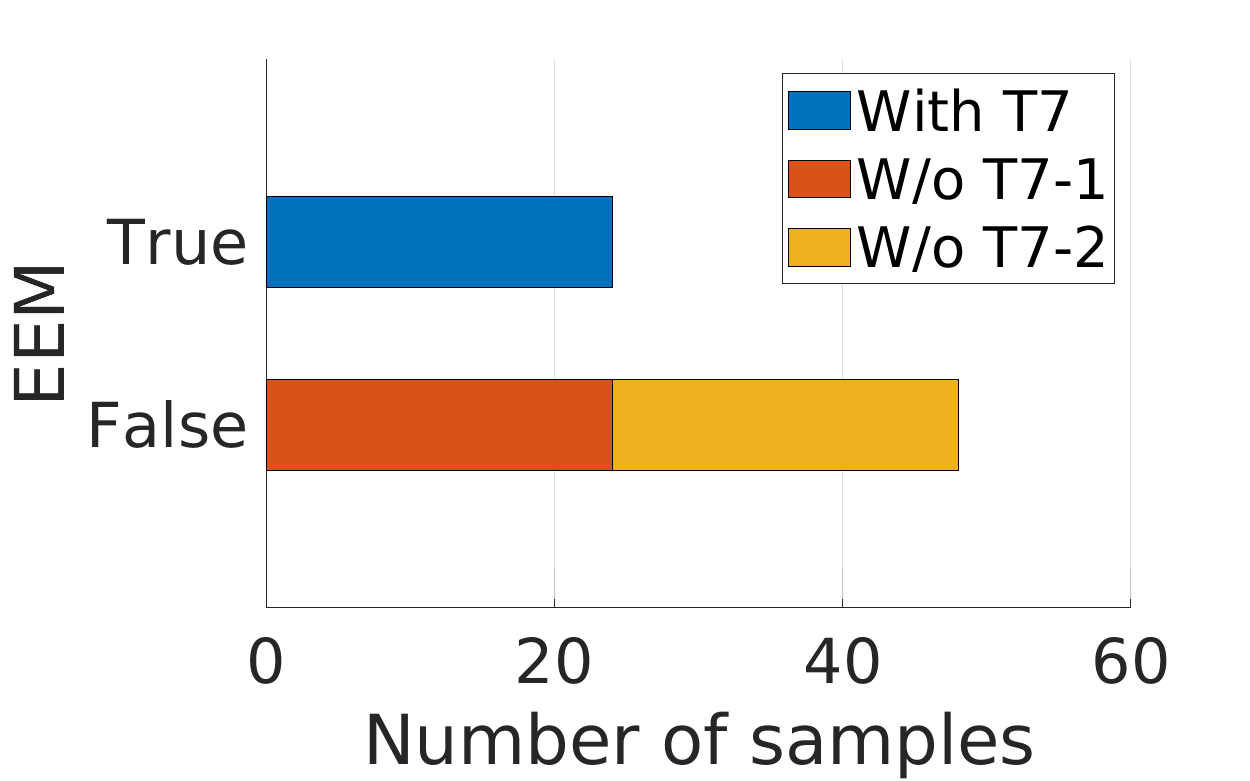 With T7
W/o T7-1
W/o T7-2
EEM
True
False
0 20 40 60
Number of samples